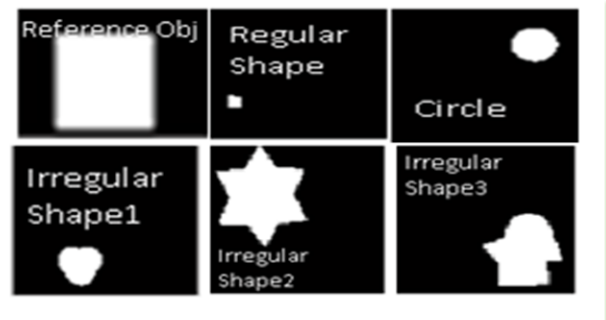 Reference Obj
Regular
Shape
Circle
Irregular
Shape1
Irregular
Shape2
Irregular
Shape3